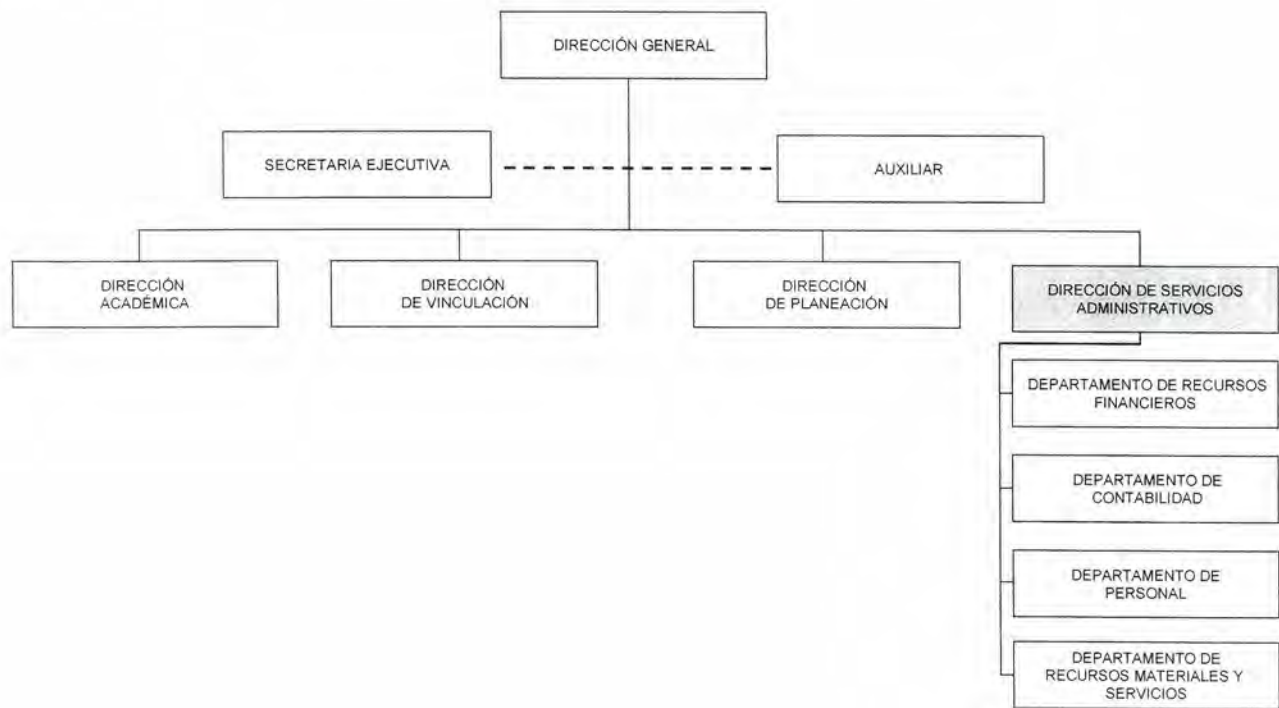 DIRECCIÓN GENERAL
SECRETARIA EJECUTIVA
AUXILIAR
DIRECCIÓN
ACADÉMICA
DIRECCIÓN
DE VINCULACIÓN
DIRECCIÓN
DE PLANEACIÓN
DIRECCIÓN DE SERVICIOS
ADMINISTRATIVOS
DEPARTAMENTO DE RECURSOS
FINANCIEROS
DEPARTAMENTO DE
CONTABILIDAD
DEPARTAMENTO DE
PERSONAL
DEPARTAMENTO DE
RECURSOS MATERIALES Y
SERVICIOS